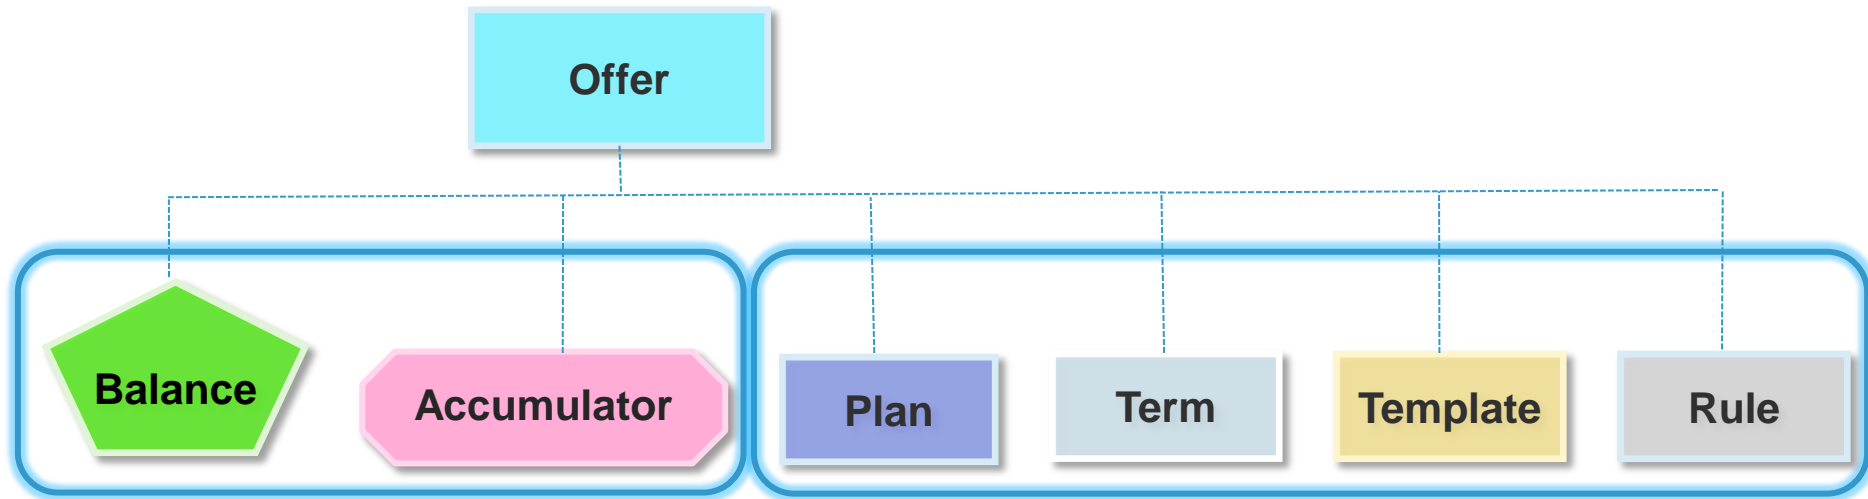 Offer
Balance
Accumulator
Plan
Term
Template
Rule